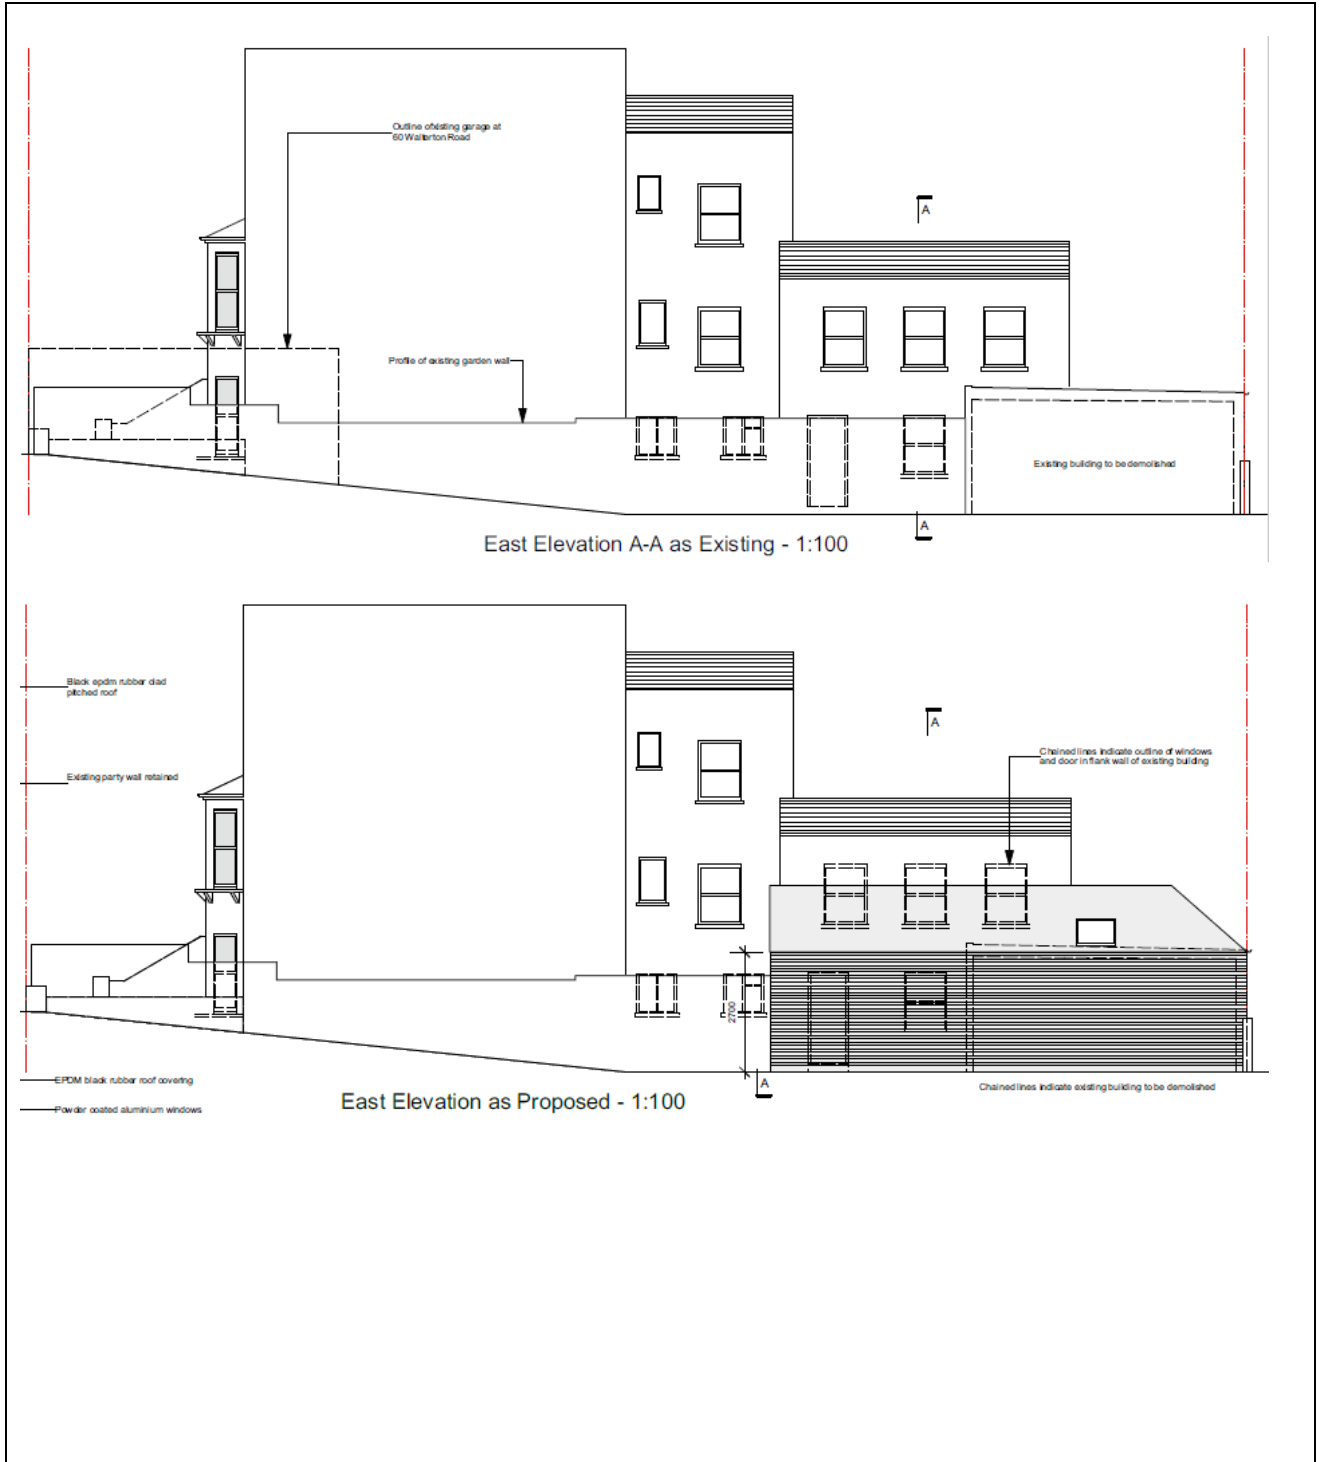 Outline of existing garage at
60 Walterton Road
A
Profile of existing garden wall
Existing building to be demolished
A
East Elevation A-A as Existing - 1:100
Black epdm rubber clad
pitched roof
A
Chained lines indicate outline of windows
and door in flank wall of existing building
Existing party wall retained
2700
EPDM black rubber roof covering
A
Chained lines indicate existing building to be demolished
East Elevation as Proposed - 1:100
Powder coated aluminium windows